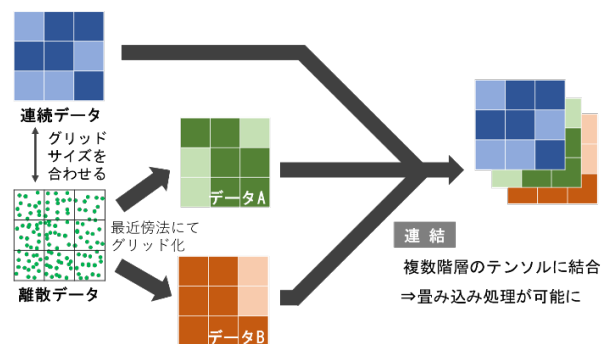 連続データ
グリッド
サイズを
合わせる
離散データ
最近傍法にて
グリッド化
データA
データB
連 結
複数階層のテンソルに結合
⇒畳み込み処理が可能に